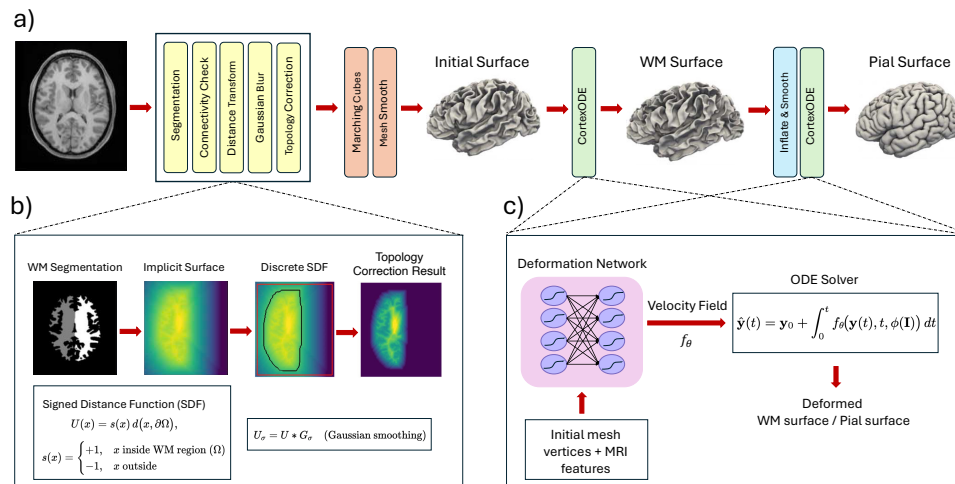 a)
Segmentation
Connectivity Check
Distance Transform
Gaussian Blur
Topology Correction
Marching Cubes
Mesh Smooth
Initial Surface
CortexODE
WM Surface
Inflate & Smooth
CortexODE
Pial Surface
b)
WM Segmentation
Implicit Surface
Discrete SDF
Topology
Correction Result
Signed Distance Function (SDF)
U(x) = s(x) d(x, ∂Ω),
s(x) = { +1, x inside WM region (Ω)
−1, x outside
U_σ = U ∗ G_σ (Gaussian smoothing)
c)
Deformation Network
Velocity Field
f_θ
ODE Solver
ŷ(t) = y₀ + ∫₀ᵗ f_θ(y(t), t, ϕ(I)) dt
Initial mesh
vertices + MRI
features
Deformed
WM surface / Pial surface